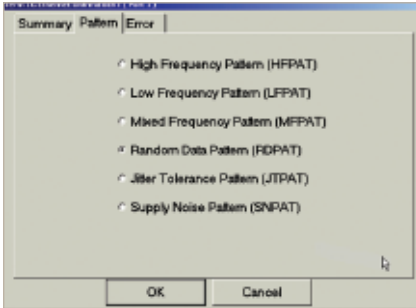 Summary Pattern Error
High Frequency Pattern (HFPAT)
Low Frequency Pattern (LFPAT)
Mixed Frequency Pattern (MFPAT)
Random Data Pattern (RDPAT)
Jitter Tolerance Pattern (JTPAT)
Supply Noise Pattern (SNPAT)
OK Cancel